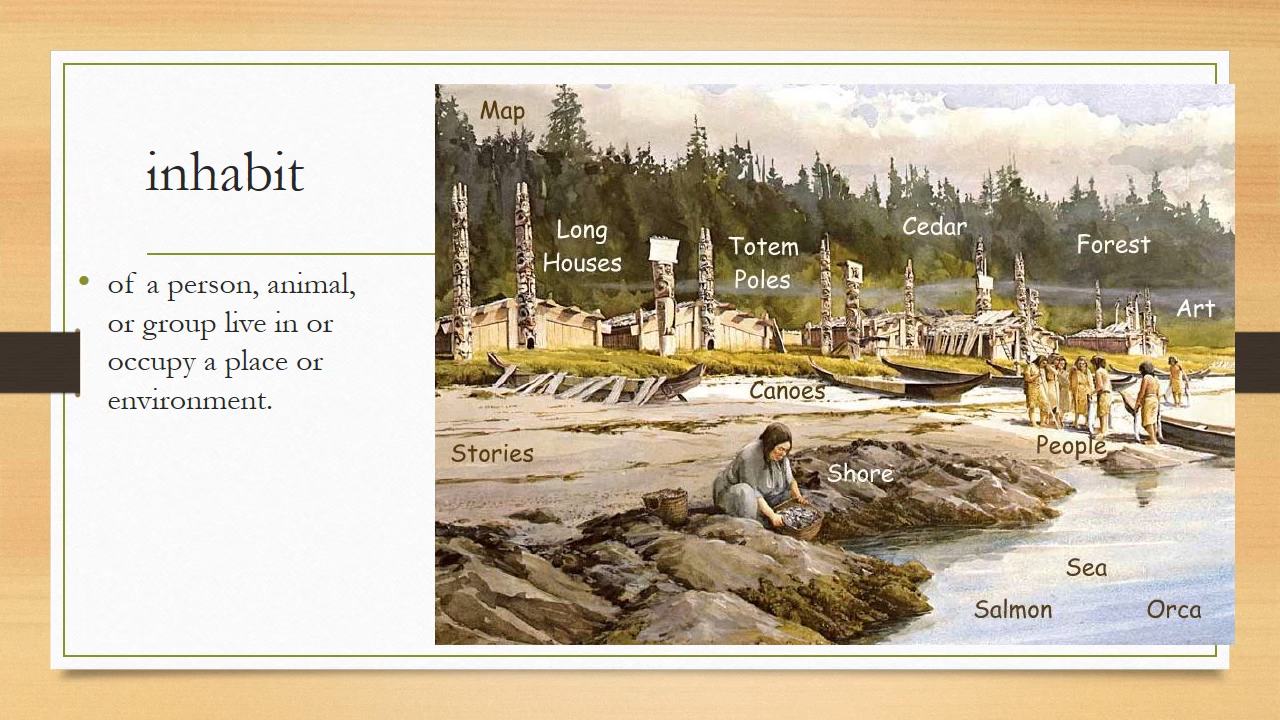 inhabit
of a person, animal,
or group live in or
occupy a place or
environment.
Map
Long
Houses
Totem
Poles
Cedar
Forest
Art
Canoes
People
Stories
Shore
Sea
Salmon
Orca